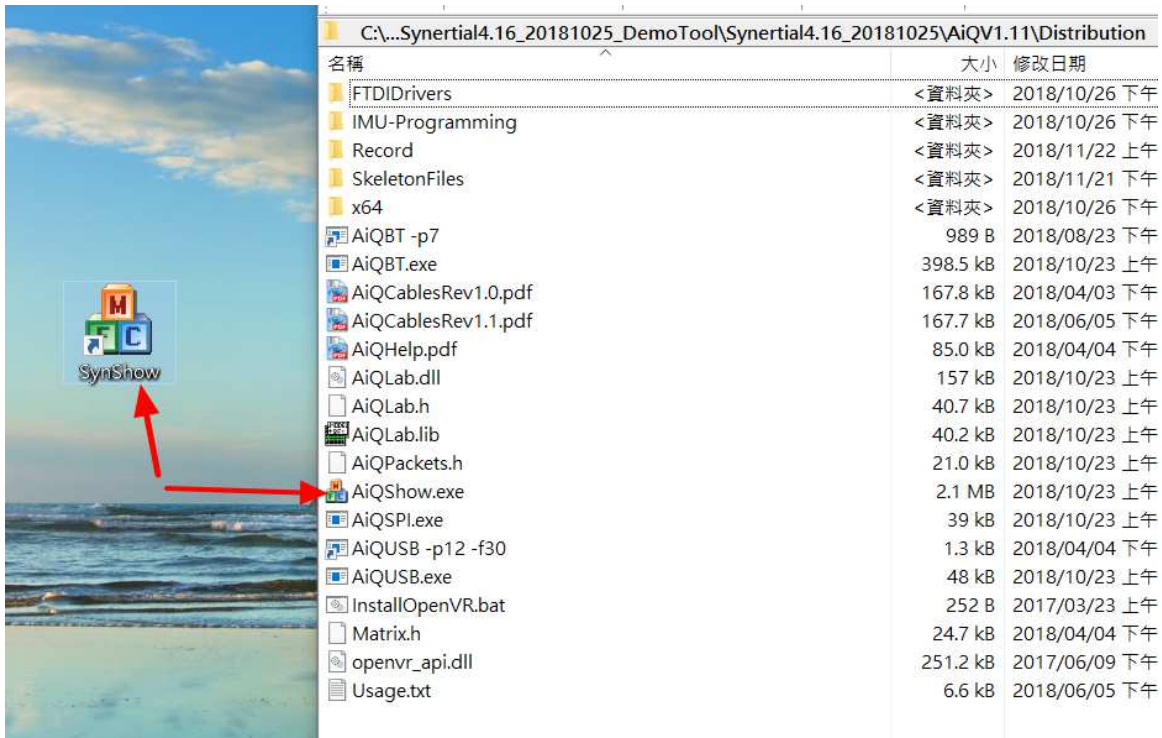 C:\...Synertial4.16_20181025_DemoTool\Synertial4.16_20181025\AiQV1.11\Distribution
名稱 大小 修改日期
FTDIDrivers <資料夾> 2018/10/26 下午
IMU-Programming <資料夾> 2018/10/26 下午
Record <資料夾> 2018/11/22 上午
SkeletonFiles <資料夾> 2018/11/21 下午
x64 <資料夾> 2018/10/26 下午
AiQBT -p7 989 B 2018/08/23 下午
AiQBT.exe 398.5 kB 2018/10/23 上午
AiQCablesRev1.0.pdf 167.8 kB 2018/04/03 下午
AiQCablesRev1.1.pdf 167.7 kB 2018/06/05 下午
AiQHelp.pdf 85.0 kB 2018/04/04 下午
AiQLab.dll 157 kB 2018/10/23 上午
AiQLab.h 40.7 kB 2018/10/23 上午
AiQLab.lib 40.2 kB 2018/10/23 上午
AiQPackets.h 21.0 kB 2018/10/23 上午
AiQShow.exe 2.1 MB 2018/10/23 上午
AiQSPI.exe 39 kB 2018/10/23 上午
AiQUSB -p12 -f30 1.3 kB 2018/04/04 下午
AiQUSB.exe 48 kB 2018/10/23 上午
InstallOpenVR.bat 252 B 2017/03/23 上午
Matrix.h 24.7 kB 2018/04/04 下午
openvr_api.dll 251.2 kB 2017/06/09 下午
Usage.txt 6.6 kB 2018/06/05 下午
M
F C
SynShow